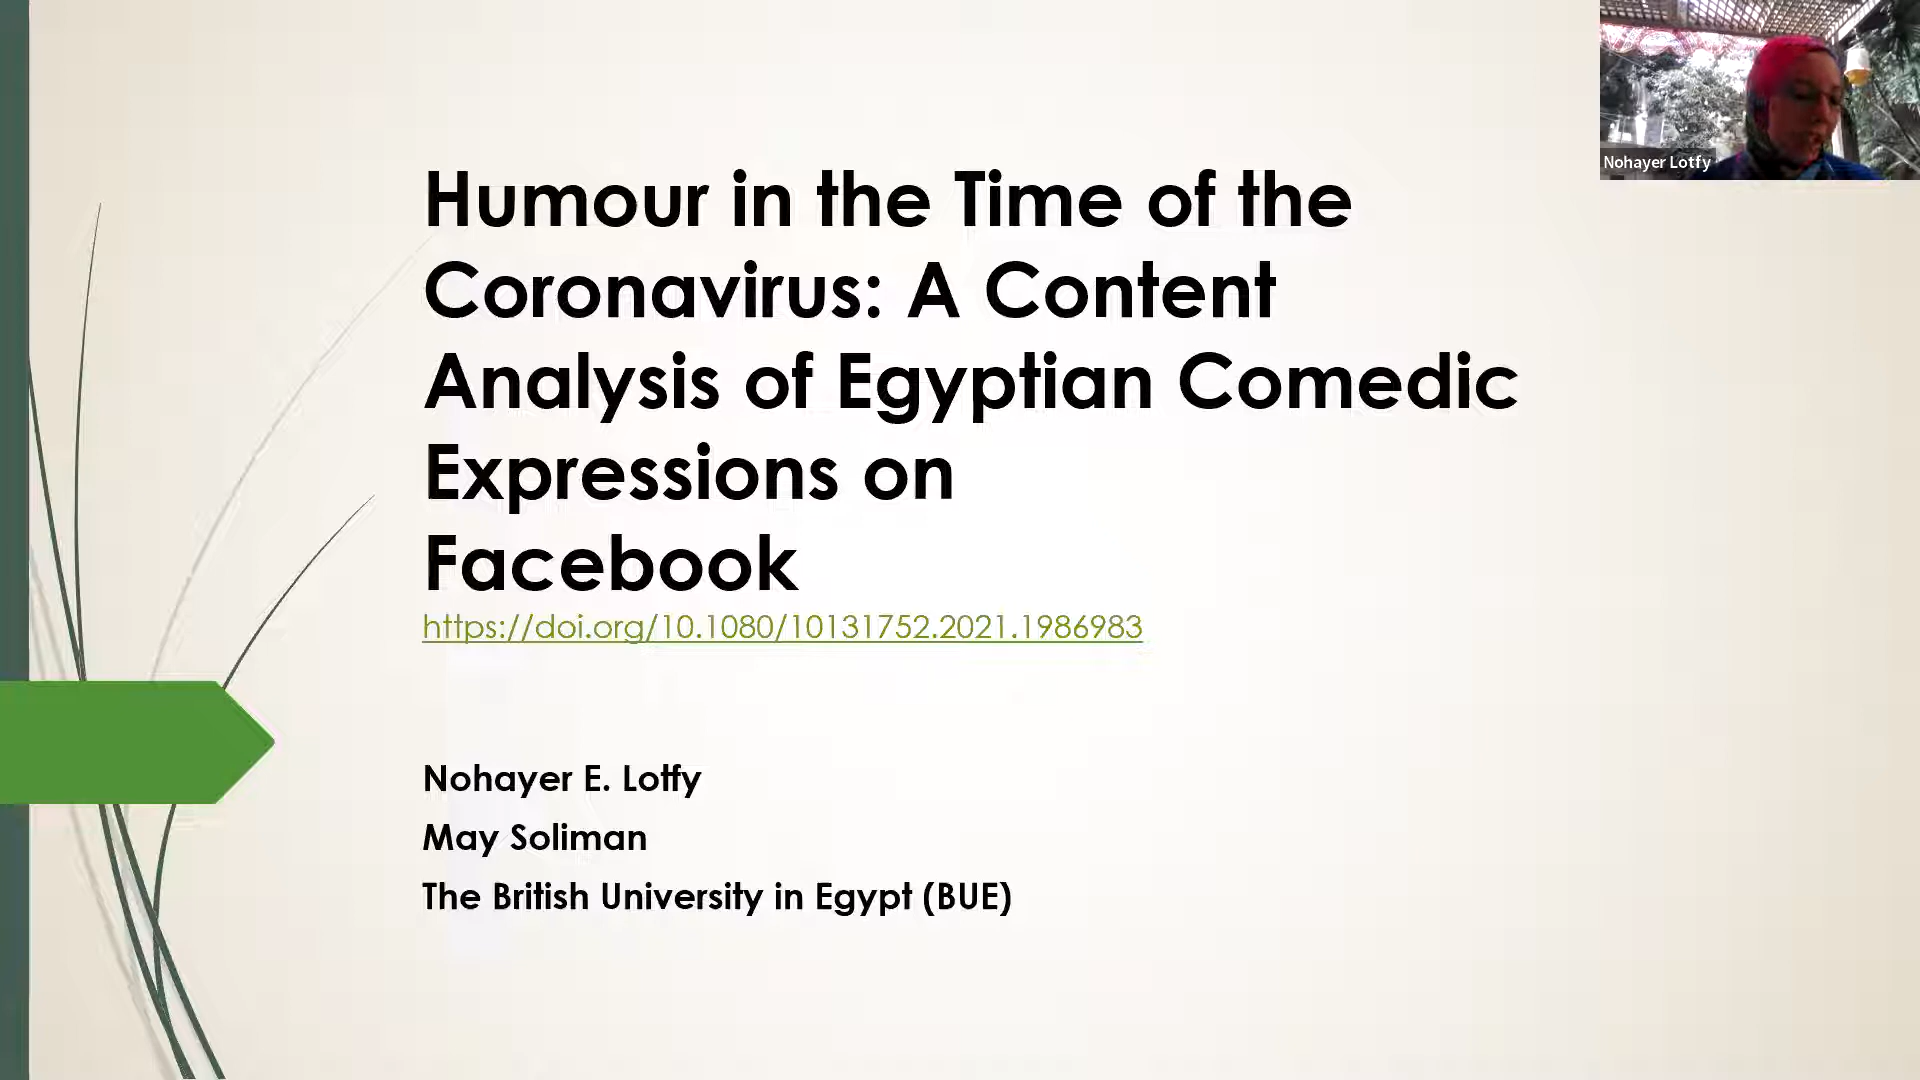 Humour in the Time of the
Coronavirus: A Content
Analysis of Egyptian Comedic
Expressions on
Facebook
https://doi.org/10.1080/10131752.2021.1986983
Nohayer E. Lotfy
May Soliman
The British University in Egypt (BUE)
Nohayer Lotfy